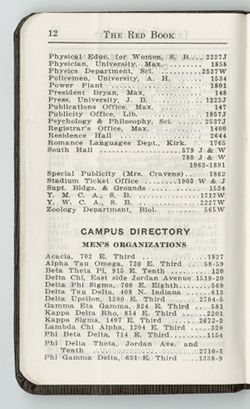 12 THE RED BOOK
Physical Educ. for Women, S. B....2227J
Physician, University, Max.....1858
Physics Department, Sci.....2537W
Policemen, University, A. H.....1534
Power Plant.....1801
President Bryan, Max.....148
Press, University, J. B.....1222J
Publications Office, Max.....147
Publicity Office, Lib.....1857J
Psychology & Philosophy, Sci.....2537J
Registrar's Office, Max.....1400
Residence Hall.....2644
Romance Languages Dept., Kirk.....1765
South Hall.....579 J & W
780 J & W
1963-1891
Special Publicity (Mrs. Cravens)....1862
Stadium Ticket Office.....1903 W & J
Supt. Bldgs. & Grounds.....1534
Y. M. C. A., S. B.....1717W
Y. W. C. A., S. B.....2227W
Zoology Department, Biol.....565W
CAMPUS DIRECTORY
MEN'S ORGANIZATIONS
Acacia, 702 E. Third.....1827
Alpha Tau Omega, 720 E. Third....58-59
Beta Theta Pi, 915 E. Tenth.....120
Delta Chi, East side Jordan Avenue 1519-20
Delta Phi Sigma, 700 E. Eighth.....569
Delta Tau Delta, 408 N. Indiana.....613
Delta Upsilon, 1200 E. Third.....2704-5
Gamma Eta Gamma, 924 E. Third.....581
Kappa Delta Rho, 814 E. Third.....2201
Kappa Sigma, 1407 E. Third.....2672-3
Lambda Chi Alpha, 1204 E. Third.....320
Phi Beta Delta, 714 E. Third.....1154
Phi Delta Theta, Jordan Ave. and
Tenth.....2710-1
Phi Gamma Delta, 631 E. Third.....1338-9